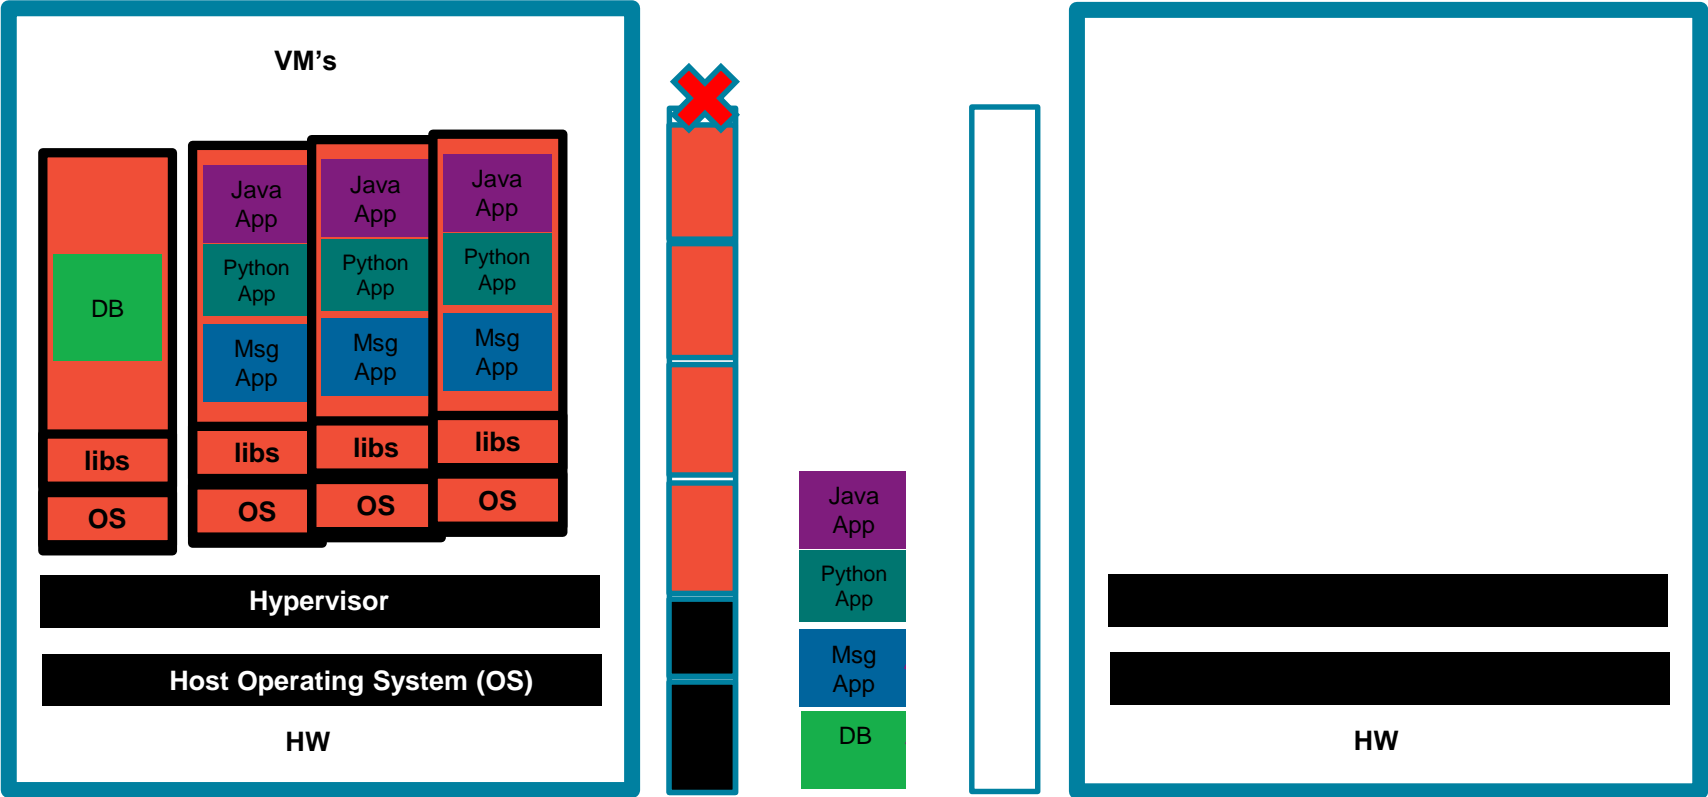 VM's
DB
libs
OS
Java
App
Python
App
Msg
App
libs
OS
Java
App
Python
App
Msg
App
libs
OS
Java
App
Python
App
Msg
App
libs
OS
Hypervisor
Host Operating System (OS)
HW
Java
App
Python
App
Msg
App
DB
HW